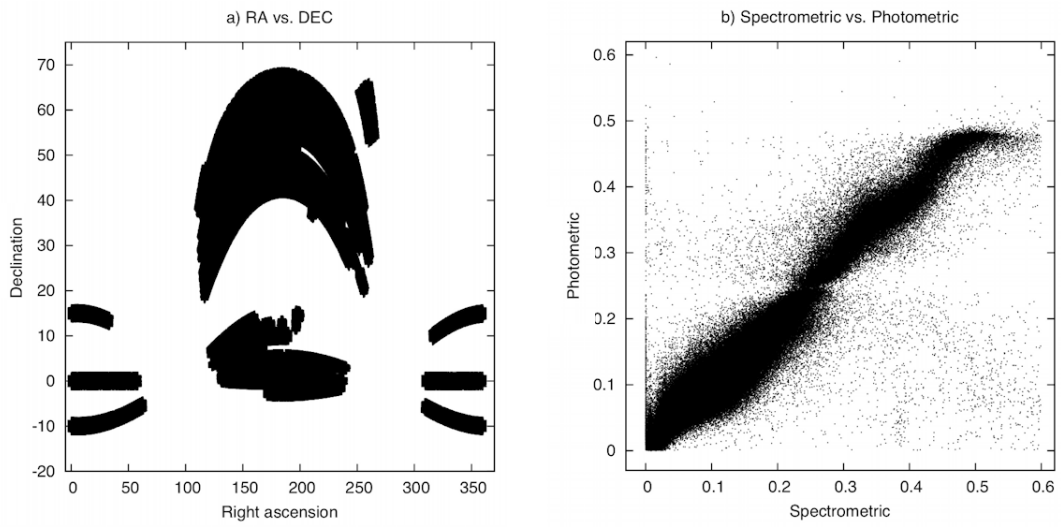 a) RA vs. DEC
70
60
50
40
30
20
10
0
-10
-20
0 50 100 150 200 250 300 350
Declination
Right ascension
b) Spectrometric vs. Photometric
0.6
0.5
0.4
0.3
0.2
0.1
0
0 0.1 0.2 0.3 0.4 0.5 0.6
Photometric
Spectrometric